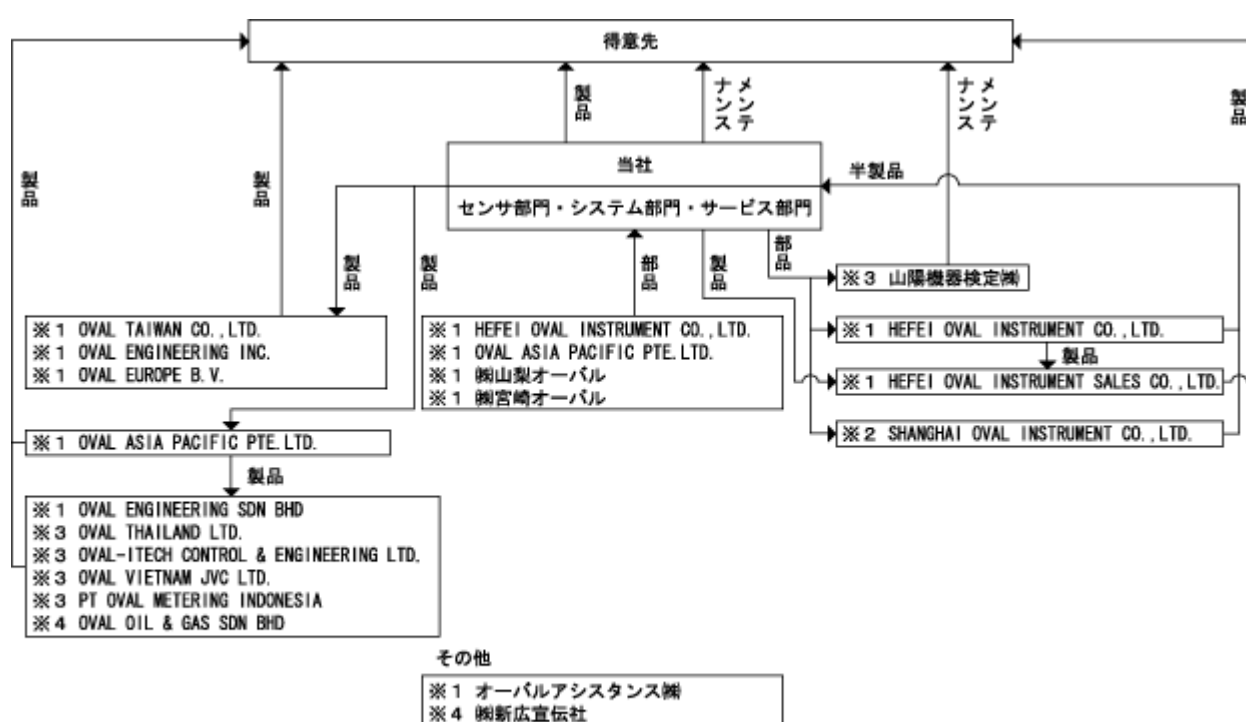 得意先
製品
メンテ
ナンス
メンテ
ナンス
製品
製品
製品
当社
センサ部門・システム部門・サービス部門
半製品
製品
製品
部品
製品
部品
※3 山陽機器検定㈱
※1 OVAL TAIWAN CO.,LTD.
※1 OVAL ENGINEERING INC.
※1 OVAL EUROPE B.V.
※1 HEFEI OVAL INSTRUMENT CO.,LTD.
※1 OVAL ASIA PACIFIC PTE.LTD.
※1 ㈱山梨オーバル
※1 ㈱宮崎オーバル
※1 HEFEI OVAL INSTRUMENT CO.,LTD.
製品
※1 HEFEI OVAL INSTRUMENT SALES CO.,LTD.
※2 SHANGHAI OVAL INSTRUMENT CO.,LTD.
※1 OVAL ASIA PACIFIC PTE.LTD.
製品
※1 OVAL ENGINEERING SDN BHD
※3 OVAL THAILAND LTD.
※3 OVAL-ITECH CONTROL & ENGINEERING LTD.
※3 OVAL VIETNAM JVC LTD.
※3 PT OVAL METERING INDONESIA
※4 OVAL OIL & GAS SDN BHD
その他
※1 オーバルアシスタンス㈱
※4 ㈱新広宣伝社